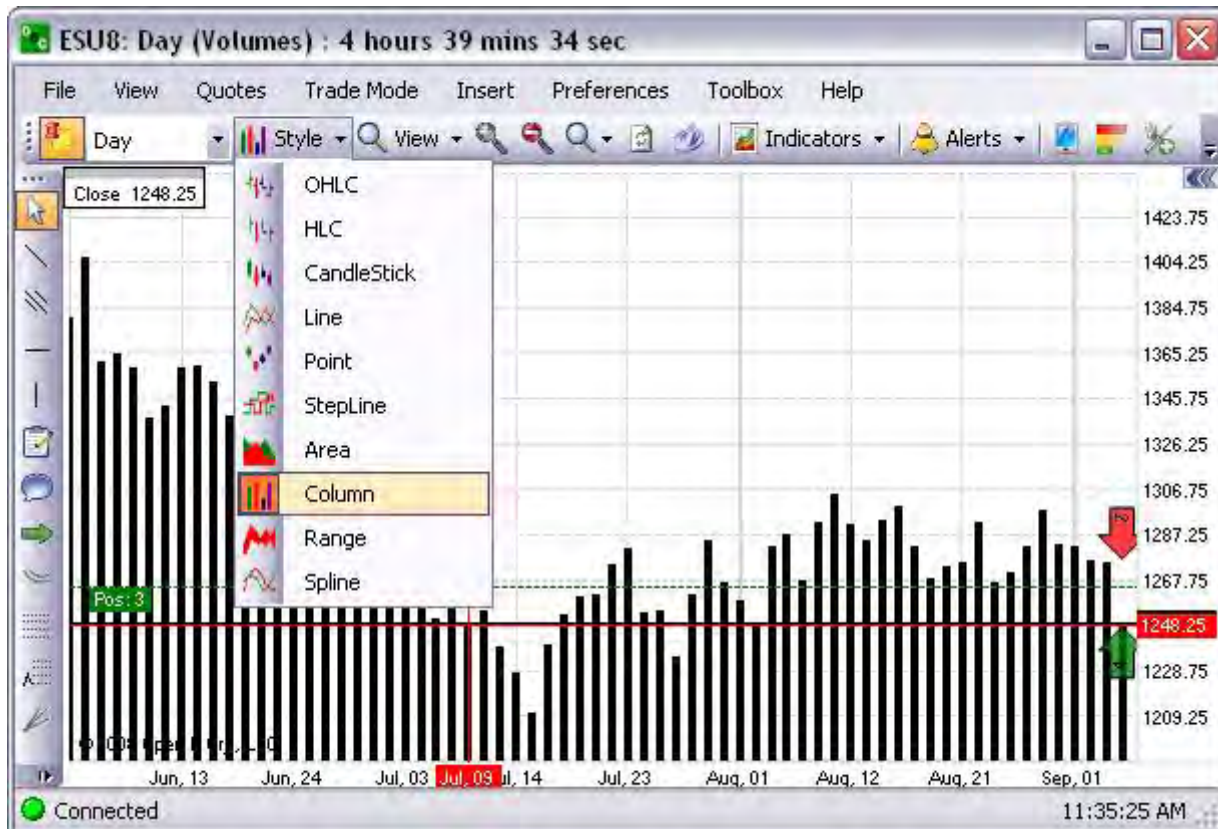 ESU8: Day (Volumes) : 4 hours 39 mins 34 sec
File View Quotes Trade Mode Insert Preferences Toolbox Help
Day Style View Indicators Alerts
Close 1248.25
OHLC
HLC
CandleStick
Line
Point
StepLine
Area
Column
Range
Spline
1423.75
1404.25
1384.75
1365.25
1345.75
1326.25
1306.75
1287.25
1267.75
Pos: 3
1248.25
1228.75
1209.25
Jun, 13 Jun, 24 Jul, 03 Jul, 09 Jul, 14 Jul, 23 Aug, 01 Aug, 12 Aug, 21 Sep, 01
Connected 11:35:25 AM